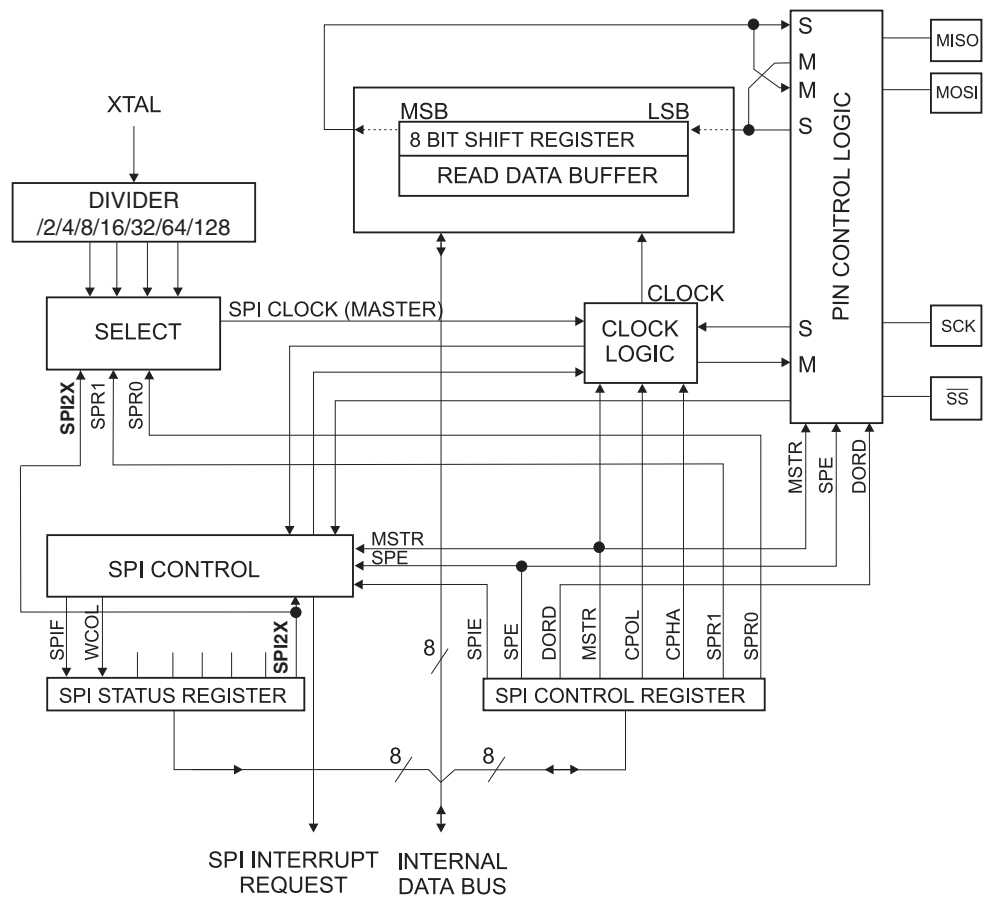 S
MISO
M
M
MOSI
XTAL
MSB
LSB
S
8 BIT SHIFT REGISTER
READ DATA BUFFER
DIVIDER
/2/4/8/16/32/64/128
PIN CONTROL LOGIC
CLOCK
SPI CLOCK (MASTER)
SELECT
CLOCK
LOGIC
S
SCK
M
SS
SPI2X
SPR1
SPR0
MSTR
SPE
DORD
MSTR
SPE
SPI CONTROL
SPIF
WCOL
SPI2X
8
SPIE
SPE
DORD
MSTR
CPOL
CPHA
SPR1
SPR0
SPI STATUS REGISTER
SPI CONTROL REGISTER
8
8
SPI INTERRUPT
REQUEST
INTERNAL
DATA BUS